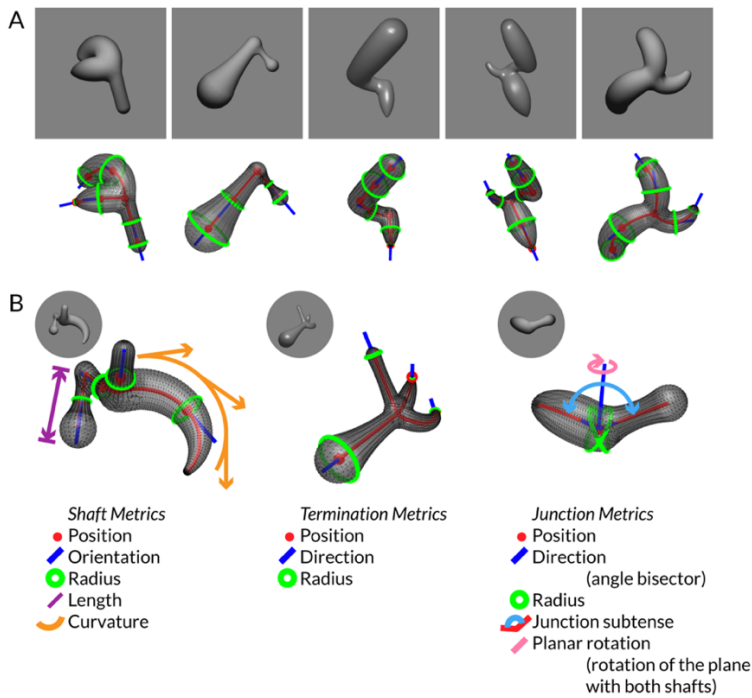 A
B
Shaft Metrics
Position
Orientation
Radius
Length
Curvature
Termination Metrics
Position
Direction
Radius
Junction Metrics
Position
Direction
(angle bisector)
Radius
Junction subtense
Planar rotation
(rotation of the plane
with both shafts)